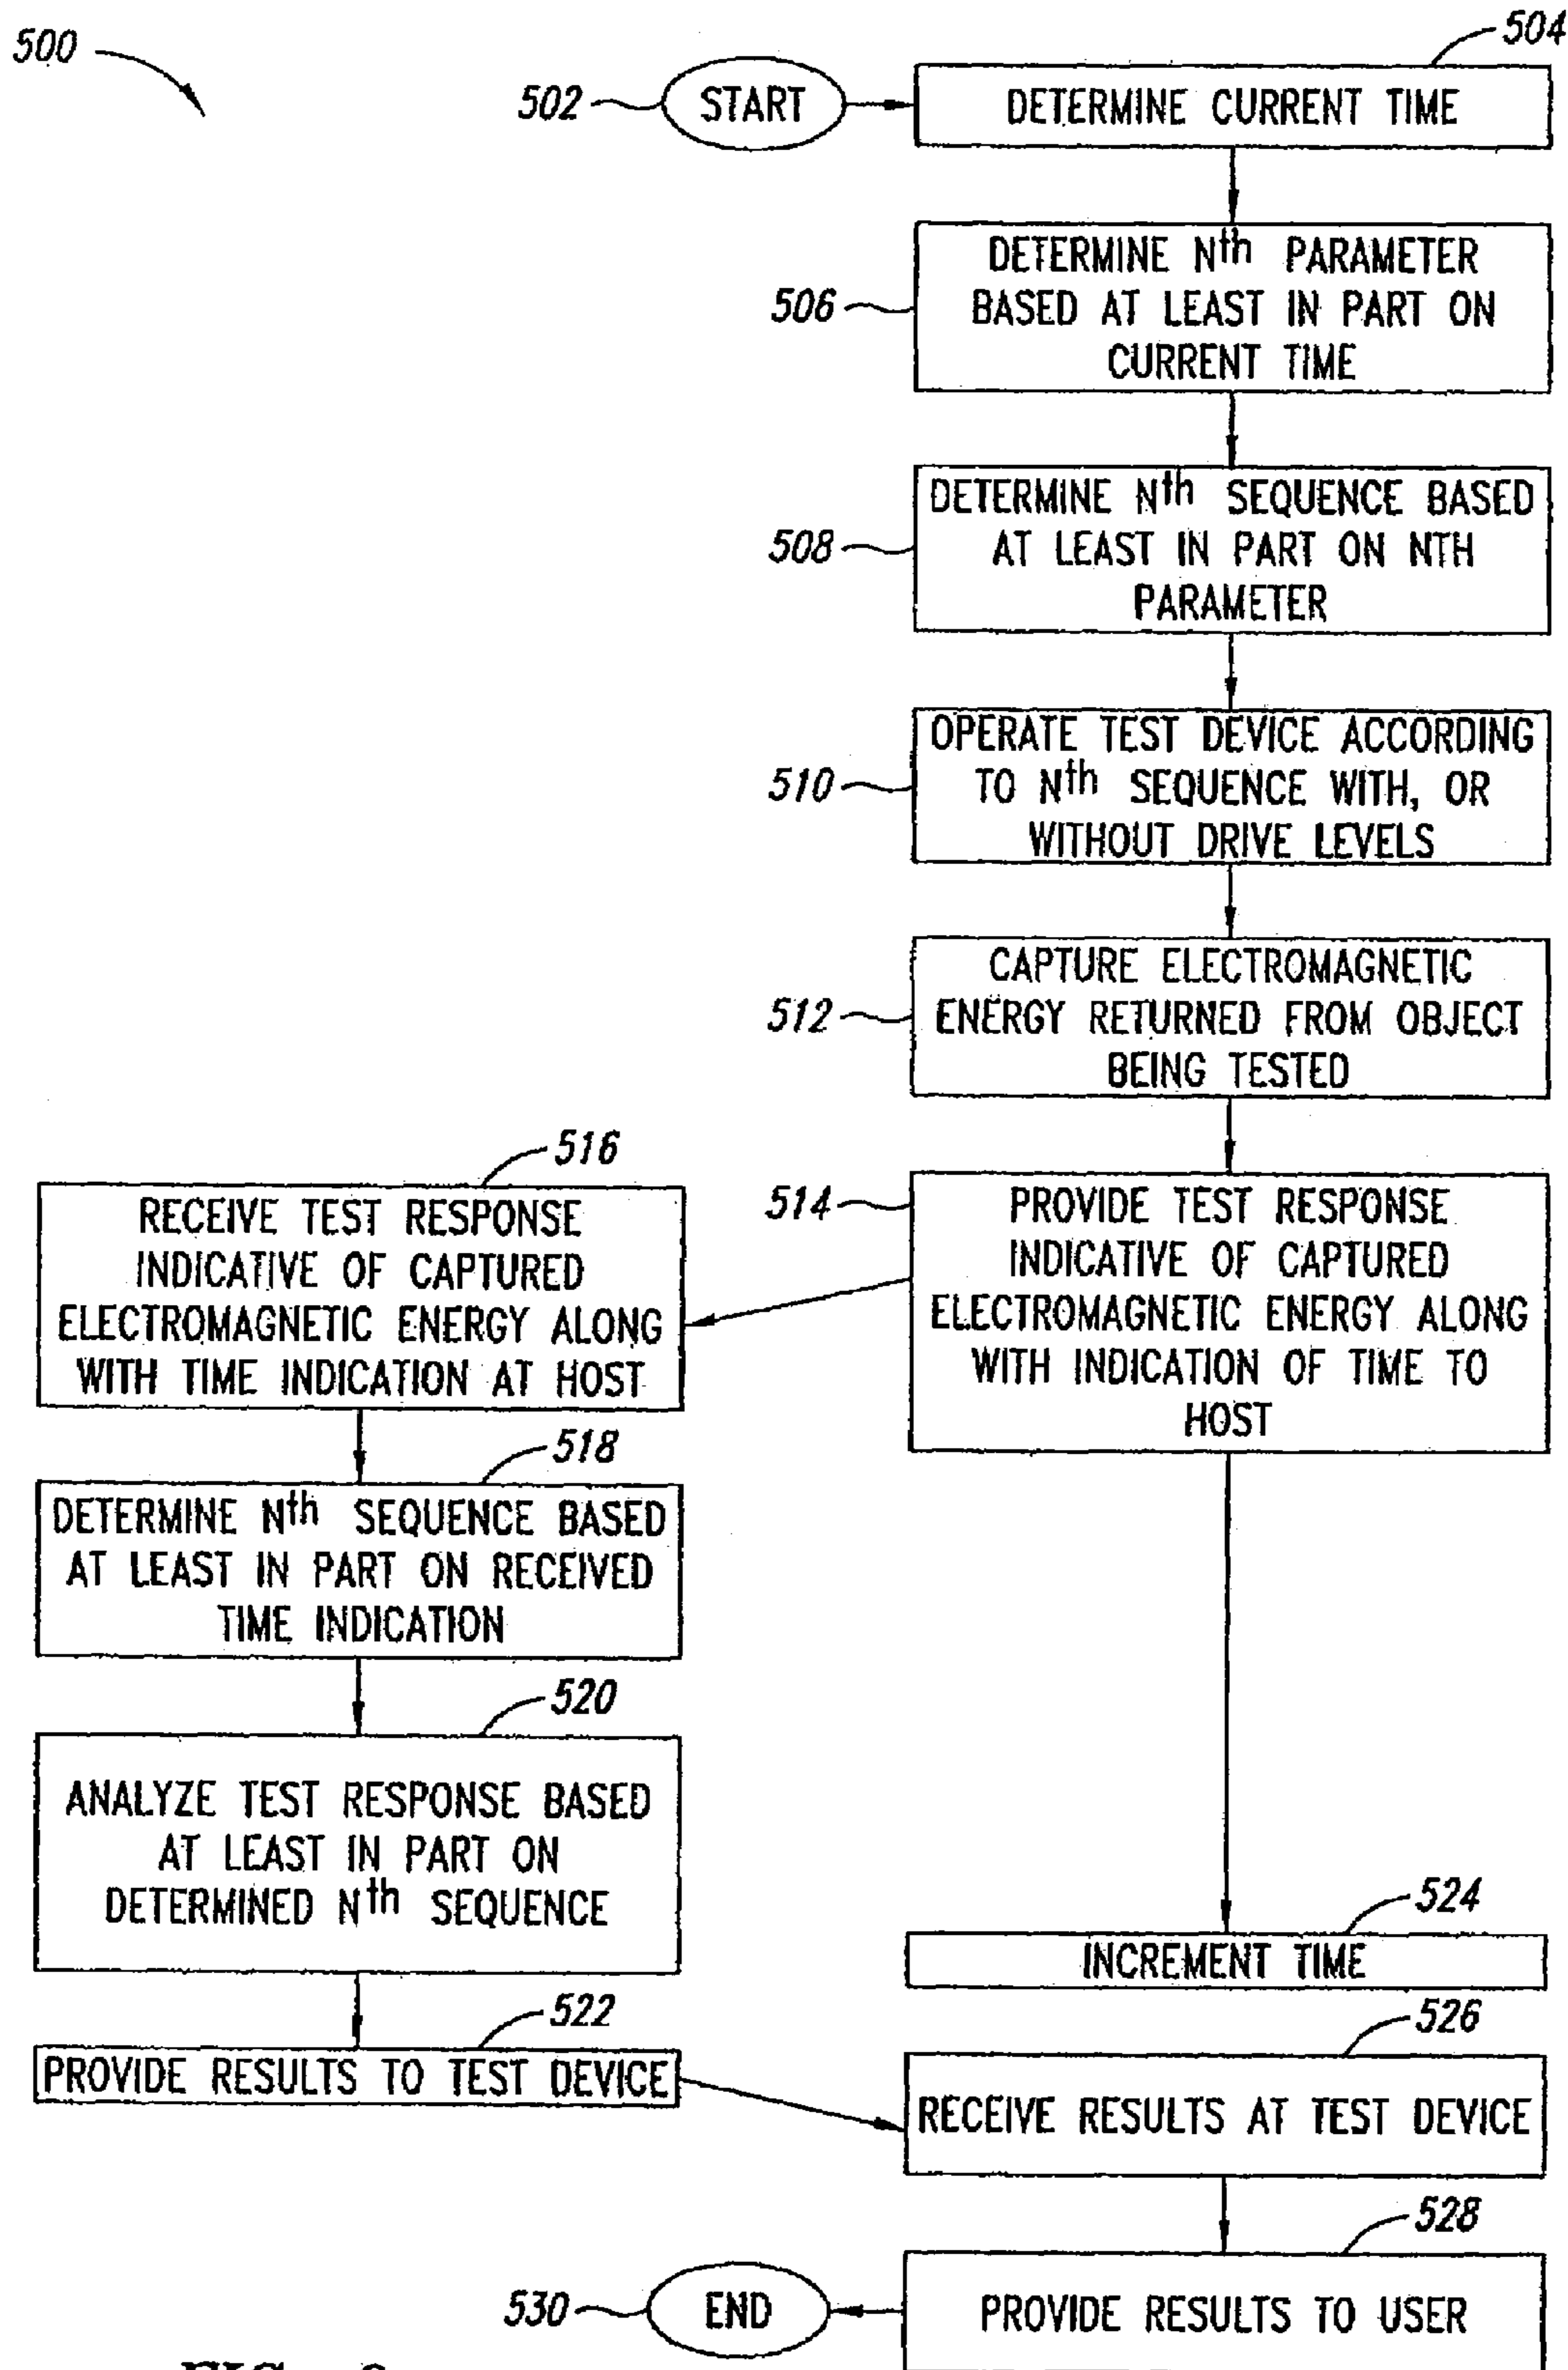 500
504
502
START
DETERMINE CURRENT TIME
506
DETERMINE Nth PARAMETER
BASED AT LEAST IN PART ON
CURRENT TIME
508
DETERMINE Nth SEQUENCE BASED
AT LEAST IN PART ON NTH
PARAMETER
510
OPERATE TEST DEVICE ACCORDING
TO Nth SEQUENCE WITH, OR
WITHOUT DRIVE LEVELS
512
CAPTURE ELECTROMAGNETIC
ENERGY RETURNED FROM OBJECT
BEING TESTED
514
PROVIDE TEST RESPONSE
INDICATIVE OF CAPTURED
ELECTROMAGNETIC ENERGY ALONG
WITH INDICATION OF TIME TO
HOST
516
RECEIVE TEST RESPONSE
INDICATIVE OF CAPTURED
ELECTROMAGNETIC ENERGY ALONG
WITH TIME INDICATION AT HOST
518
DETERMINE Nth SEQUENCE BASED
AT LEAST IN PART ON RECEIVED
TIME INDICATION
520
ANALYZE TEST RESPONSE BASED
AT LEAST IN PART ON
DETERMINED Nth SEQUENCE
522
PROVIDE RESULTS TO TEST DEVICE
524
INCREMENT TIME
526
RECEIVE RESULTS AT TEST DEVICE
528
PROVIDE RESULTS TO USER
530
END